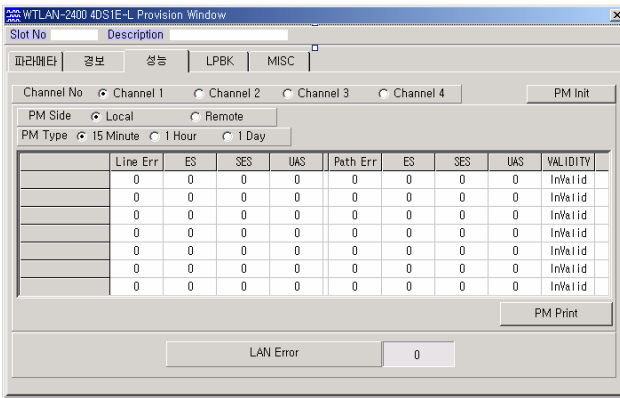 WTLAN-2400 4DS1E-L Provision Window
Slot No Description
파라메타 경보 성능 LPBK MISC
Channel No Channel 1 Channel 2 Channel 3 Channel 4 PM Init
PM Side Local Remote
PM Type 15 Minute 1 Hour 1 Day
Line Err ES SES UAS Path Err ES SES UAS VALIDITY
0 0 0 0 0 0 0 0 InValid
0 0 0 0 0 0 0 0 InValid
0 0 0 0 0 0 0 0 InValid
0 0 0 0 0 0 0 0 InValid
0 0 0 0 0 0 0 0 InValid
0 0 0 0 0 0 0 0 InValid
0 0 0 0 0 0 0 0 InValid
PM Print
LAN Error 0